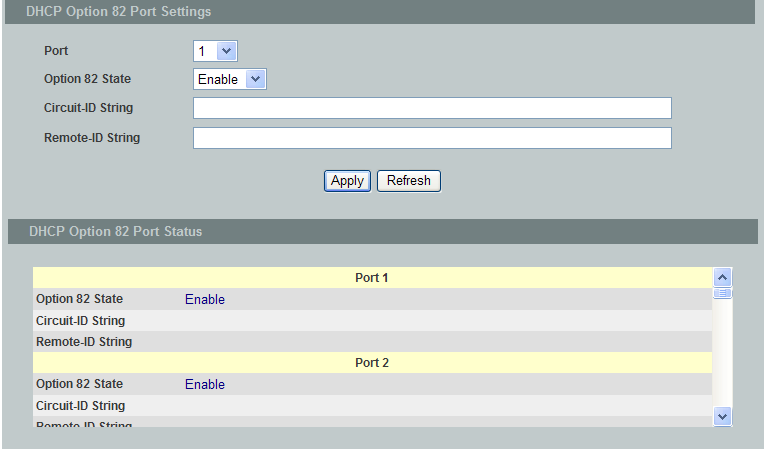 DHCP Option 82 Port Settings
Port 1
Option 82 State Enable
Circuit-ID String
Remote-ID String
Apply Refresh
DHCP Option 82 Port Status
Port 1
Option 82 State Enable
Circuit-ID String
Remote-ID String
Port 2
Option 82 State Enable
Circuit-ID String
Remote-ID String